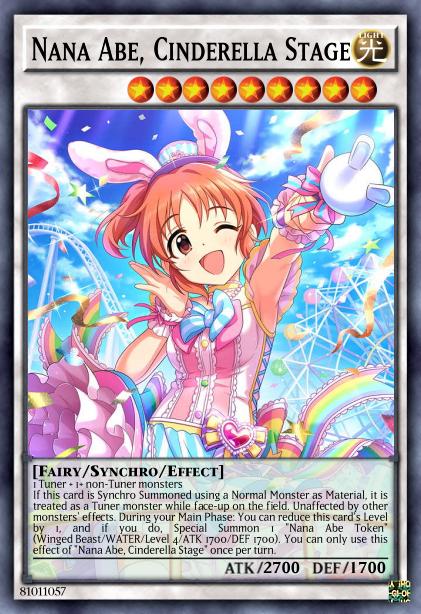 NANA ABE, CINDERELLA STAGE
LIGHT
光
[FAIRY/SYNCHRO/EFFECT]
1 Tuner + 1+ non-Tuner monsters
If this card is Synchro Summoned using a Normal Monster as Material, it is
treated as a Tuner monster while face-up on the field. Unaffected by other
monsters' effects. During your Main Phase: You can reduce this card's Level
by 1, and if you do, Special Summon 1 "Nana Abe Token"
(Winged Beast/WATER/Level 4/ATK 1700/DEF 1700). You can only use this
effect of "Nana Abe, Cinderella Stage" once per turn.
ATK/2700 DEF/1700
81011057